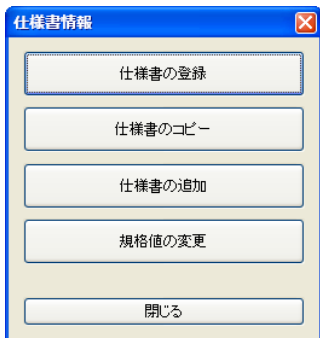 仕様書情報
仕様書の登録
仕様書のコピー
仕様書の追加
規格値の変更
閉じる